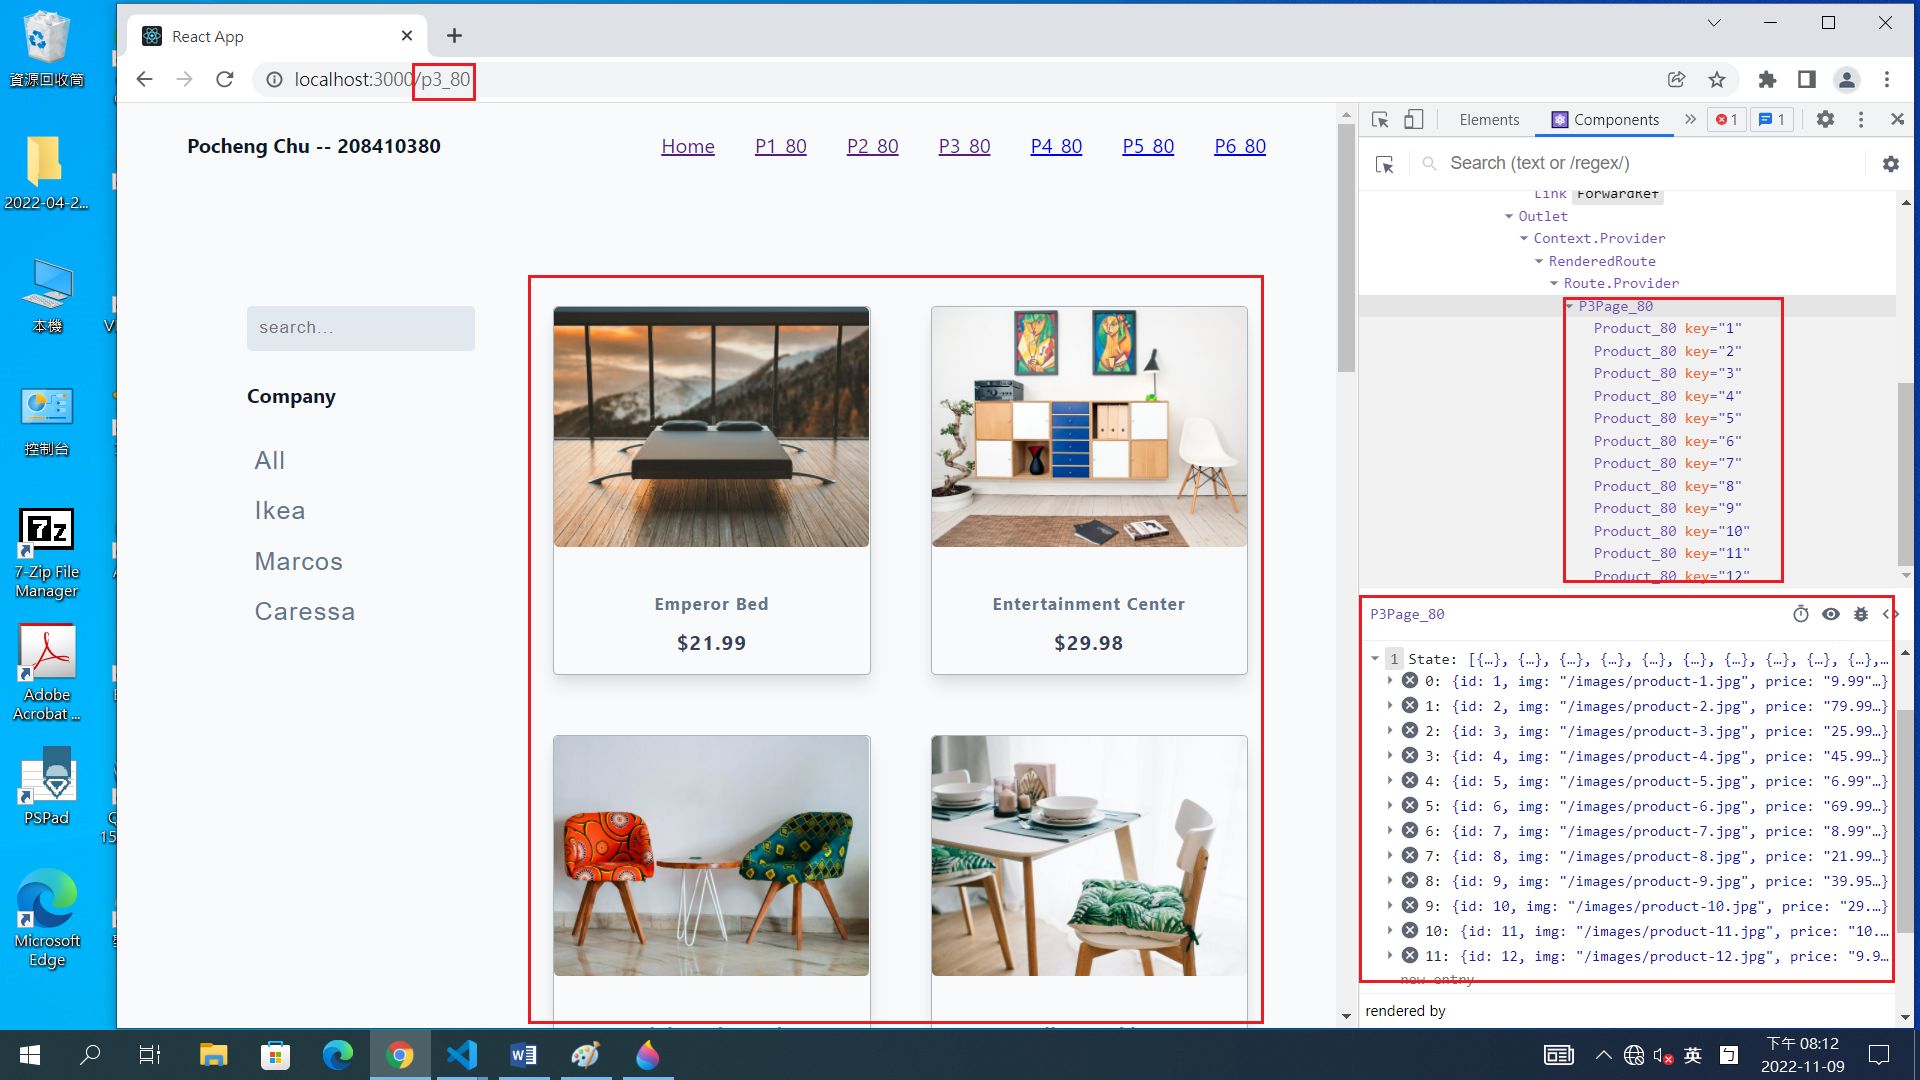 資源回收筒
2022-04-2...
本機
控制台
7-Zip File
Manager
Adobe
Acrobat ...
PSPad
Microsoft
Edge
React App
localhost:3000/p3_80
Pocheng Chu -- 208410380
Home
P1_80
P2_80
P3_80
P4_80
P5_80
P6_80
search...
Company
All
Ikea
Marcos
Caressa
Emperor Bed
$21.99
Entertainment Center
$29.98
Elements
Components
1
1
Search (text or /regex/)
Link ForwardRef
Outlet
Context.Provider
RenderedRoute
Route.Provider
P3Page_80
Product_80 key="1"
Product_80 key="2"
Product_80 key="3"
Product_80 key="4"
Product_80 key="5"
Product_80 key="6"
Product_80 key="7"
Product_80 key="8"
Product_80 key="9"
Product_80 key="10"
Product_80 key="11"
Product_80 key="12"
P3Page_80
1 State: [{…}, {…}, {…}, {…}, {…}, {…}, {…}, {…}, {…}, {…},…
0: {id: 1, img: "/images/product-1.jpg", price: "9.99"…}
1: {id: 2, img: "/images/product-2.jpg", price: "79.99…}
2: {id: 3, img: "/images/product-3.jpg", price: "25.99…}
3: {id: 4, img: "/images/product-4.jpg", price: "45.99…}
4: {id: 5, img: "/images/product-5.jpg", price: "6.99"…}
5: {id: 6, img: "/images/product-6.jpg", price: "69.99…}
6: {id: 7, img: "/images/product-7.jpg", price: "8.99"…}
7: {id: 8, img: "/images/product-8.jpg", price: "21.99…}
8: {id: 9, img: "/images/product-9.jpg", price: "39.95…}
9: {id: 10, img: "/images/product-10.jpg", price: "29.…}
10: {id: 11, img: "/images/product-11.jpg", price: "10.…
11: {id: 12, img: "/images/product-12.jpg", price: "9.9…
new entry
rendered by
英
下午 08:12
2022-11-09